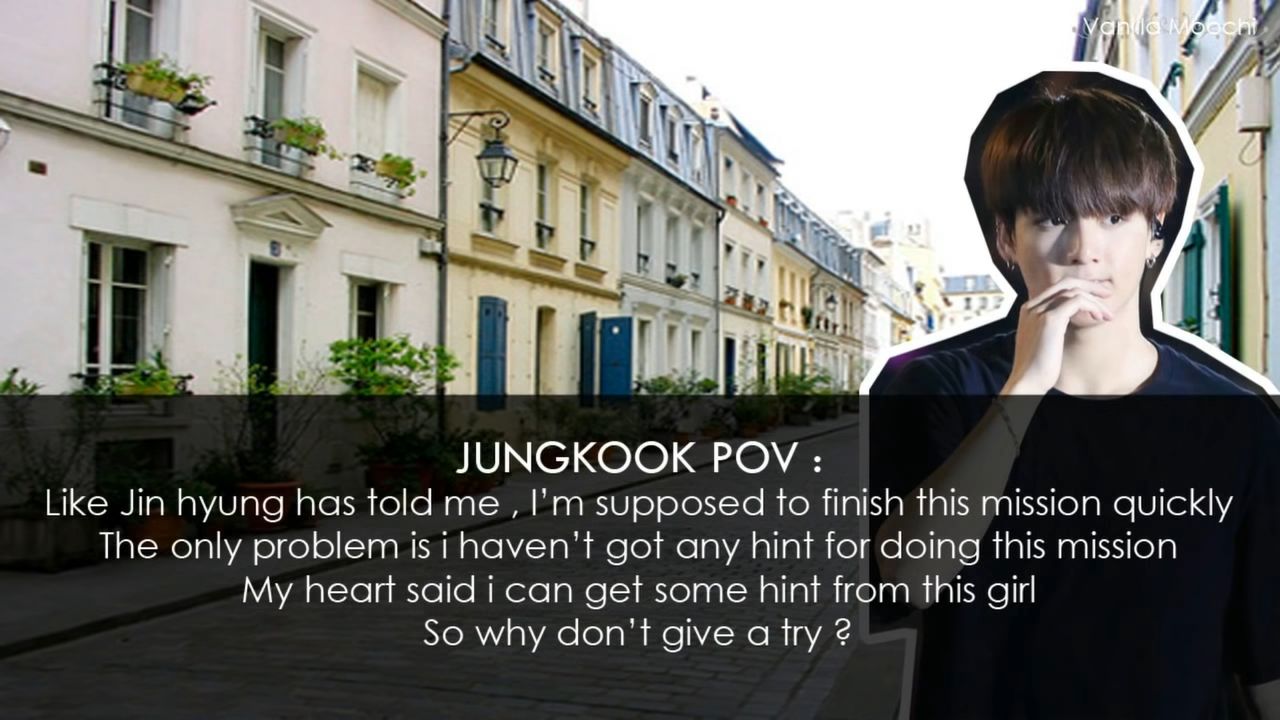 Vanilla Moochi
JUNGKOOK POV :
Like Jin hyung has told me , I'm supposed to finish this mission quickly
The only problem is i haven't got any hint for doing this mission
My heart said i can get some hint from this girl
So why don't give a try ?